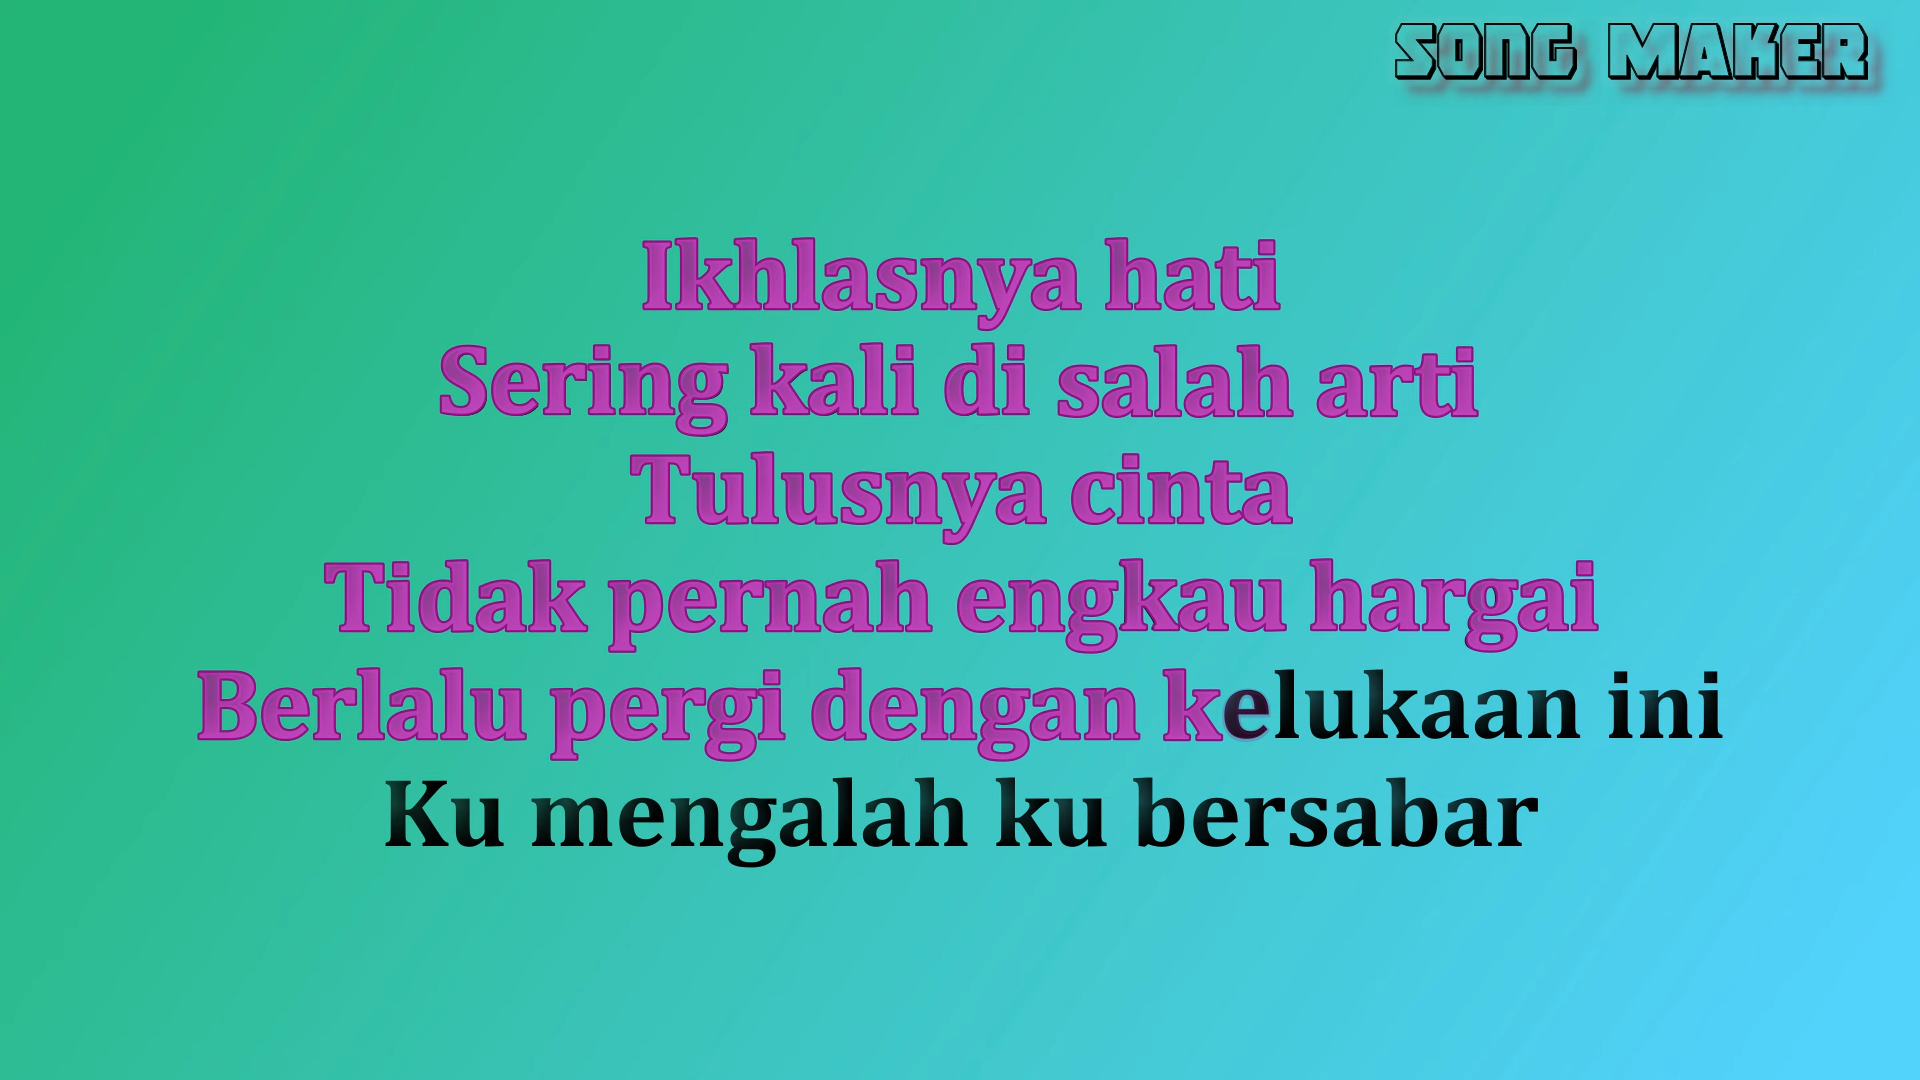 SONG MAKER
Ikhlasnya hati
Sering kali di salah arti
Tulusnya cinta
Tidak pernah engkau hargai
Berlalu pergi dengan kelukaan ini
Ku mengalah ku bersabar